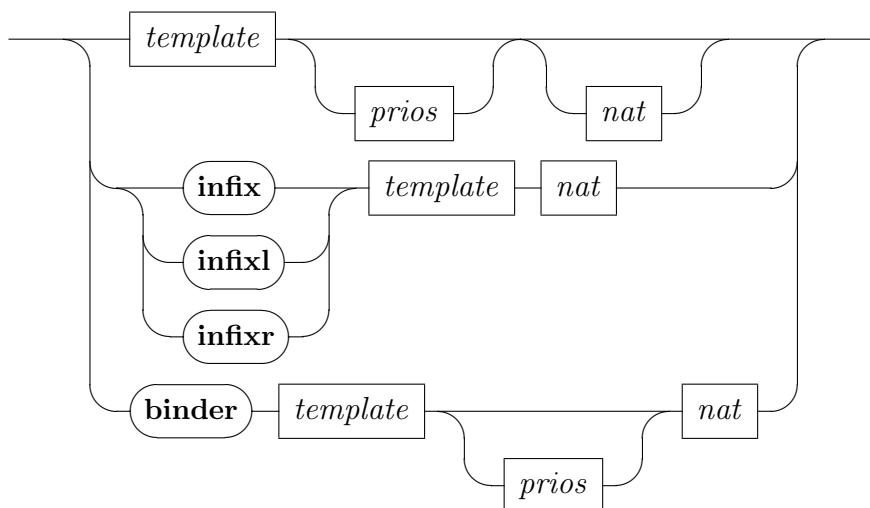 template
prios nat
infix template nat
infixl
infixr
binder template nat
prios